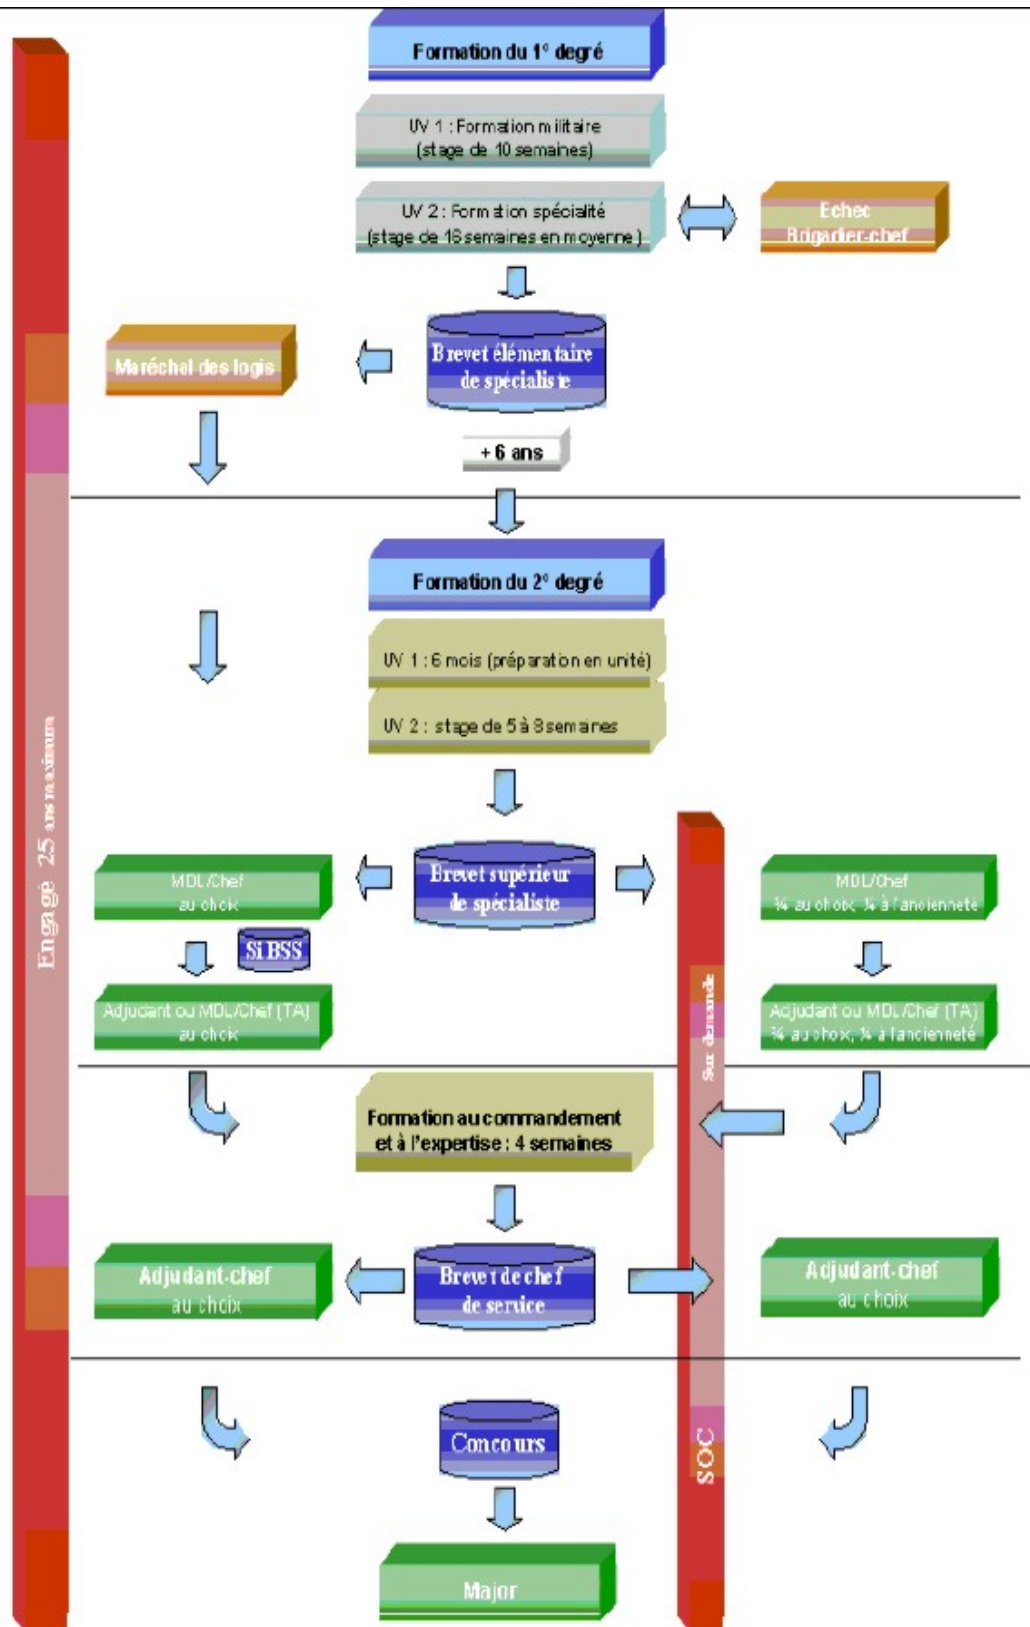 Formation du 1° degré
UV 1 : Formation militaire
(stage de 10 semaines)
UV 2 : Formation spécialité
(stage de 16 semaines en moyenne )
Echec
Brigadier-chef
Maréchal des logis
Brevet élémentaire
de spécialiste
+ 6 ans
Formation du 2° degré
UV 1 : 6 mois (préparation en unité)
UV 2 : stage de 5 à 8 semaines
Engagé 25 ans maximum
MDL/Chef
au choix
Brevet supérieur
de spécialiste
MDL/Chef
¾ au choix, ¼ à l'ancienneté
Si BSS
Adjudant ou MDL/Chef (TA)
au choix
Sur demande
Adjudant ou MDL/Chef (TA)
¾ au choix, ¼ à l'ancienneté
Formation au commandement
et à l'expertise : 4 semaines
Adjudant-chef
au choix
Brevet de chef
de service
Adjudant-chef
au choix
Concours
SOC
Major